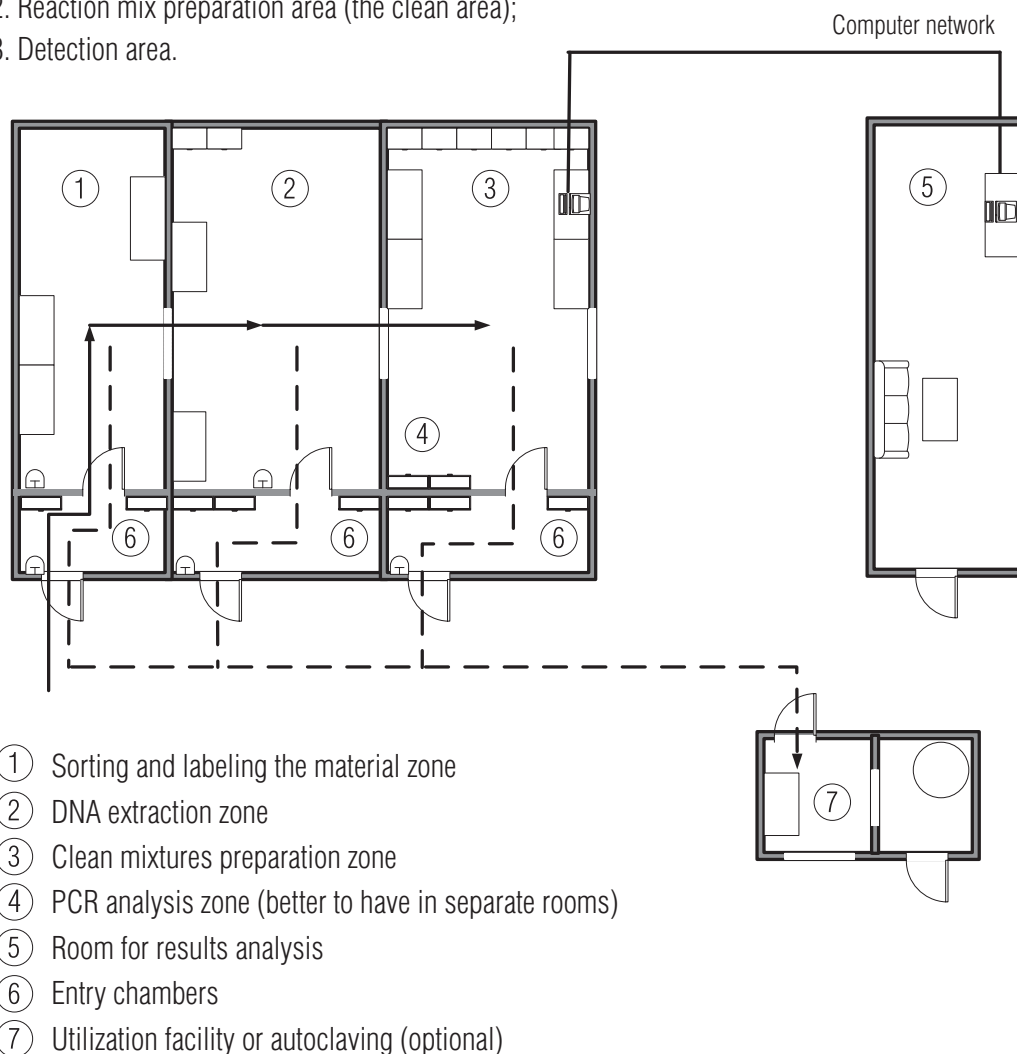 2. Reaction mix preparation area (the clean area);
3. Detection area.
Computer network
1
2
3
5
4
6
6
6
7
1 Sorting and labeling the material zone
2 DNA extraction zone
3 Clean mixtures preparation zone
4 PCR analysis zone (better to have in separate rooms)
5 Room for results analysis
6 Entry chambers
7 Utilization facility or autoclaving (optional)